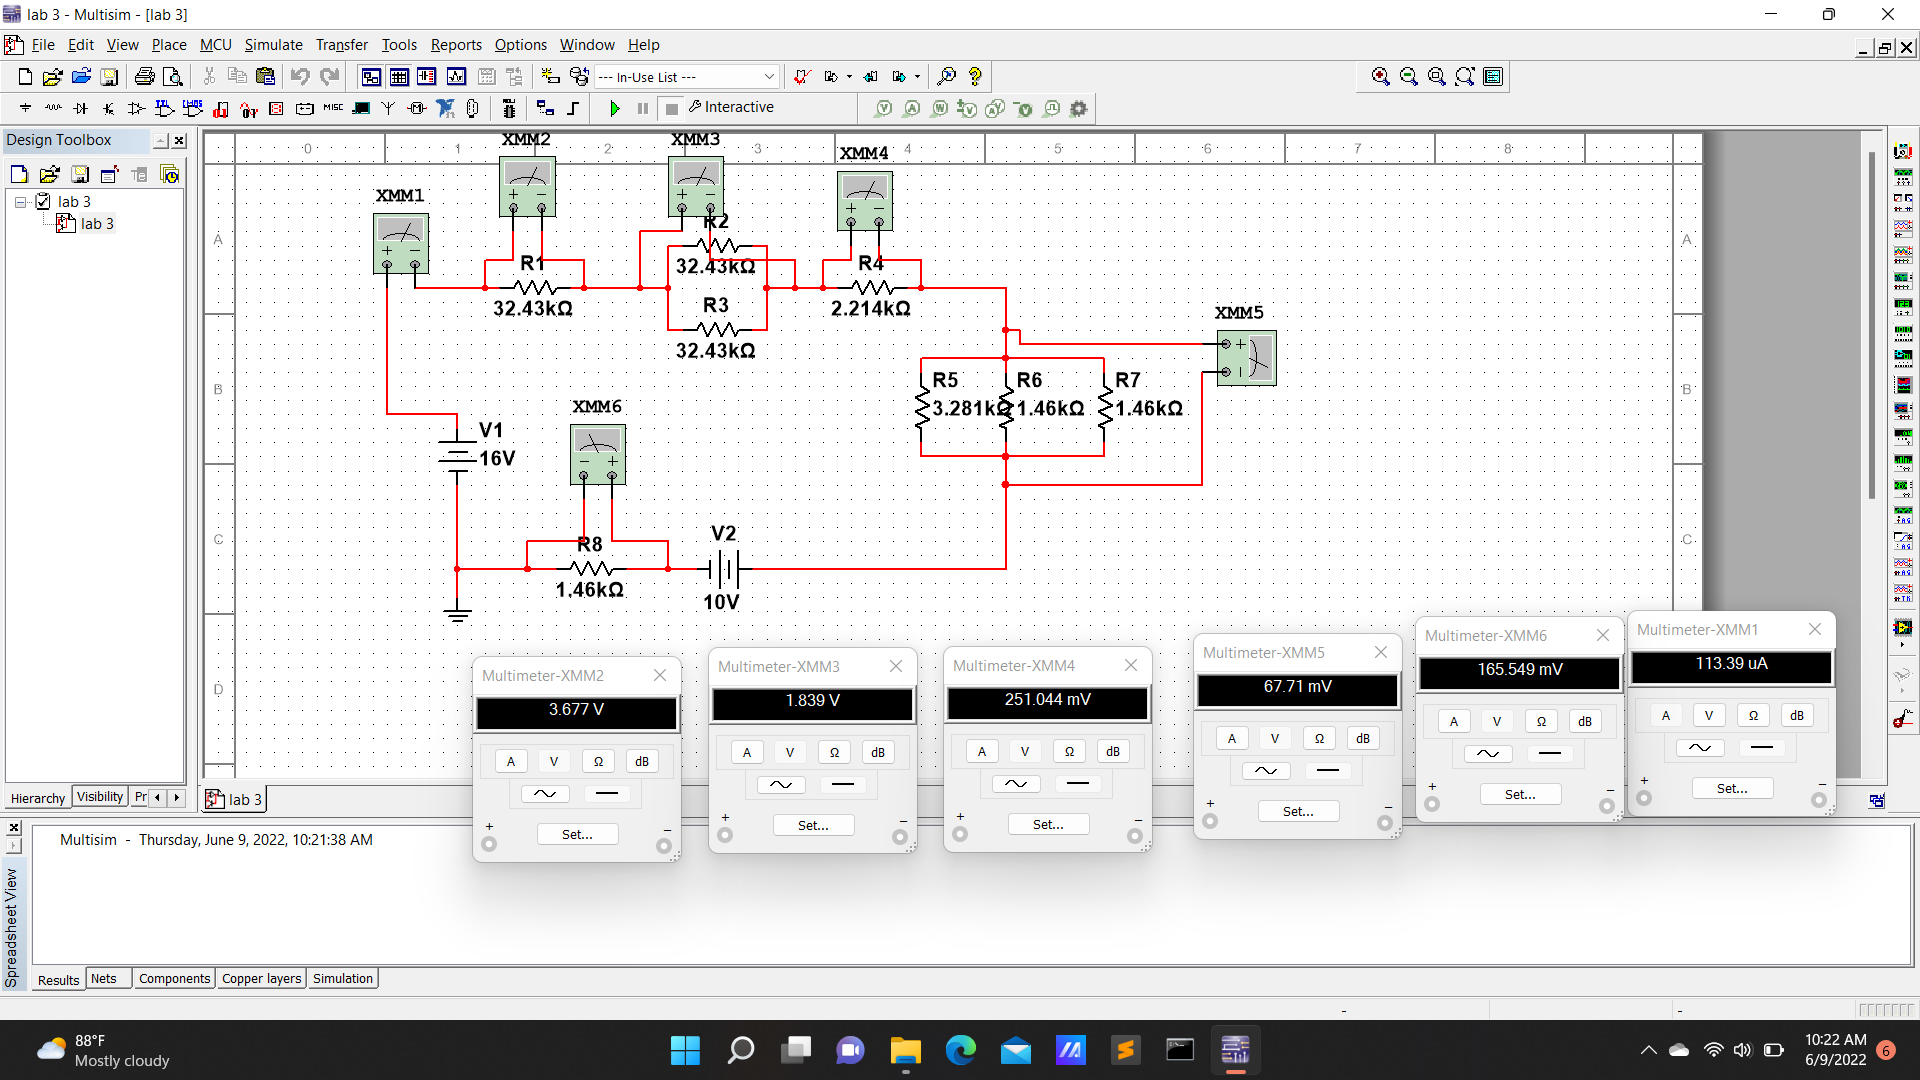 lab 3 - Multisim - [lab 3]
File Edit View Place MCU Simulate Transfer Tools Reports Options Window Help
--- In-Use List ---
MISC
Interactive
Design Toolbox
lab 3
lab 3
Hierarchy Visibility Pr
0 1 2 3 4 5 6 7 8
A
B
C
D
A
B
C
XMM1
XMM2
XMM3
XMM4
R1
32.43kΩ
R2
32.43kΩ
R3
32.43kΩ
R4
2.214kΩ
XMM5
R5
3.281kΩ
R6
1.46kΩ
R7
1.46kΩ
V1
16V
XMM6
R8
1.46kΩ
V2
10V
lab 3
Multimeter-XMM2
3.677 V
A V Ω dB
Set...
Multimeter-XMM3
1.839 V
A V Ω dB
Set...
Multimeter-XMM4
251.044 mV
A V Ω dB
Set...
Multimeter-XMM5
67.71 mV
A V Ω dB
Set...
Multimeter-XMM6
165.549 mV
A V Ω dB
Set...
Multimeter-XMM1
113.39 uA
A V Ω dB
Set...
Spreadsheet View
Multisim - Thursday, June 9, 2022, 10:21:38 AM
Results Nets Components Copper layers Simulation
88°F
Mostly cloudy
10:22 AM
6/9/2022
6